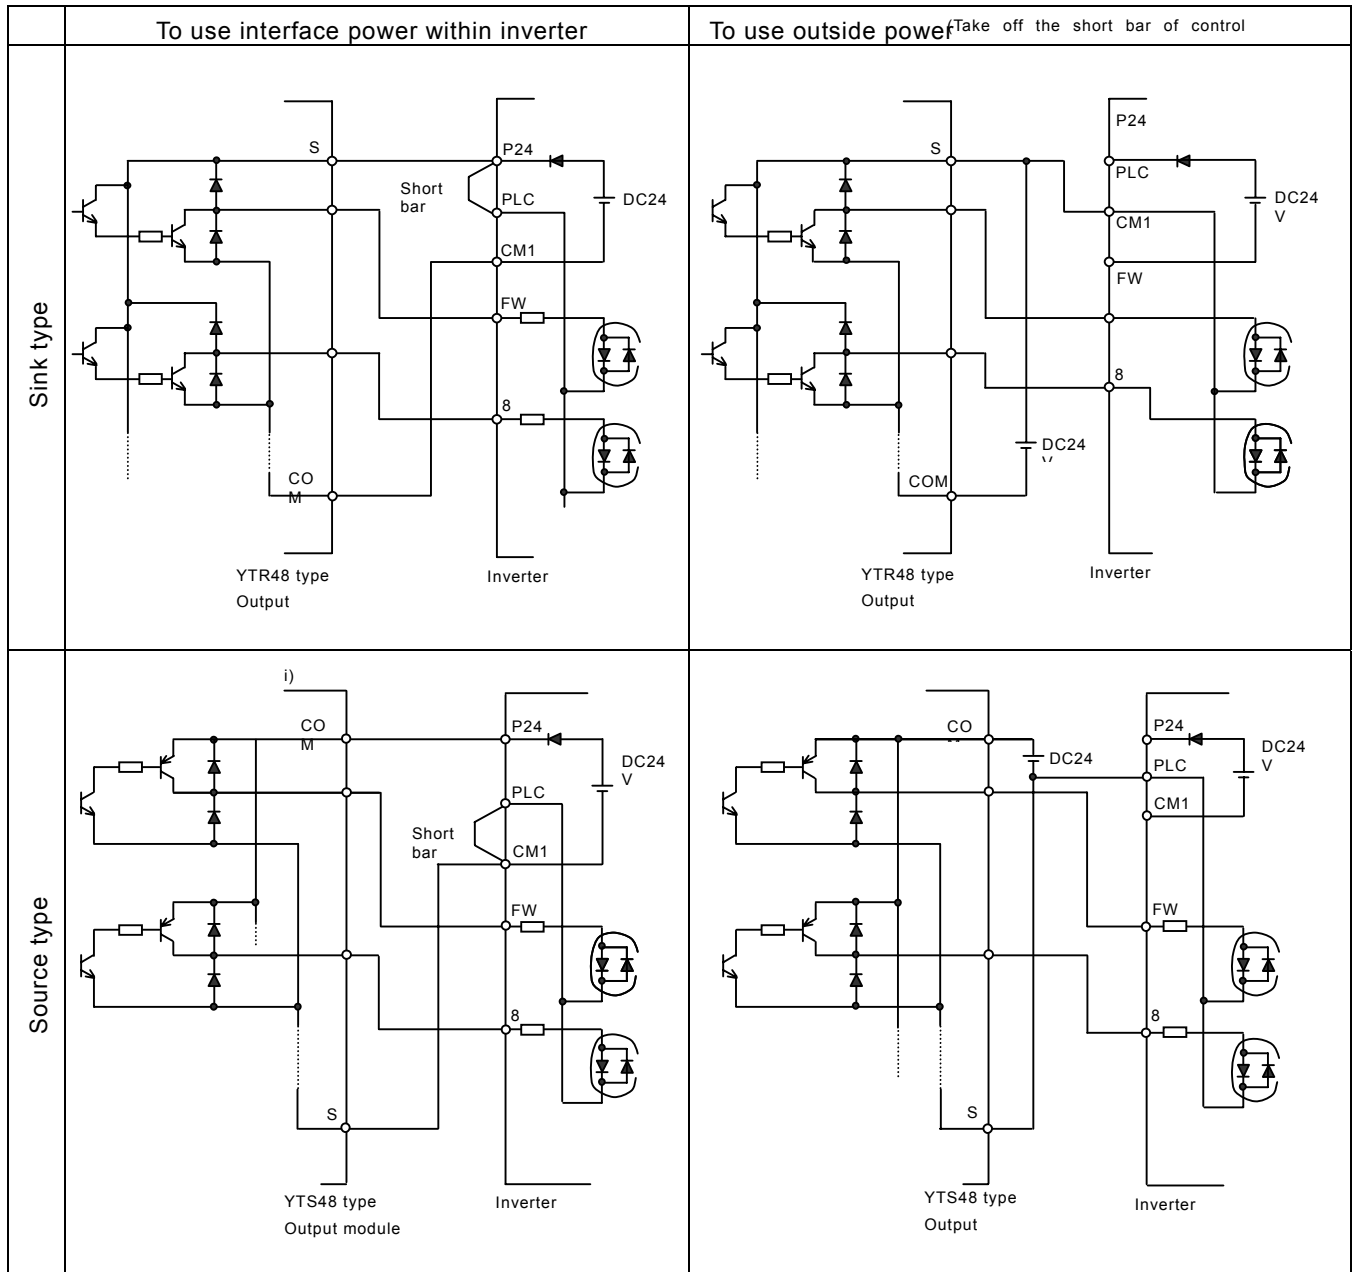 To use interface power within inverter
To use outside power (Take off the short bar of control
Sink type
S
P24
Short
bar
PLC
DC24
CM1
FW
8
CO
M
YTR48 type
Output
Inverter
P24
S
PLC
DC24
V
CM1
FW
8
DC24
V
COM
YTR48 type
Output
Inverter
Source type
i)
CO
M
P24
DC24
V
PLC
Short
bar
CM1
FW
8
S
YTS48 type
Output module
Inverter
CO
P24
DC24
DC24
V
PLC
CM1
FW
8
S
YTS48 type
Output
Inverter